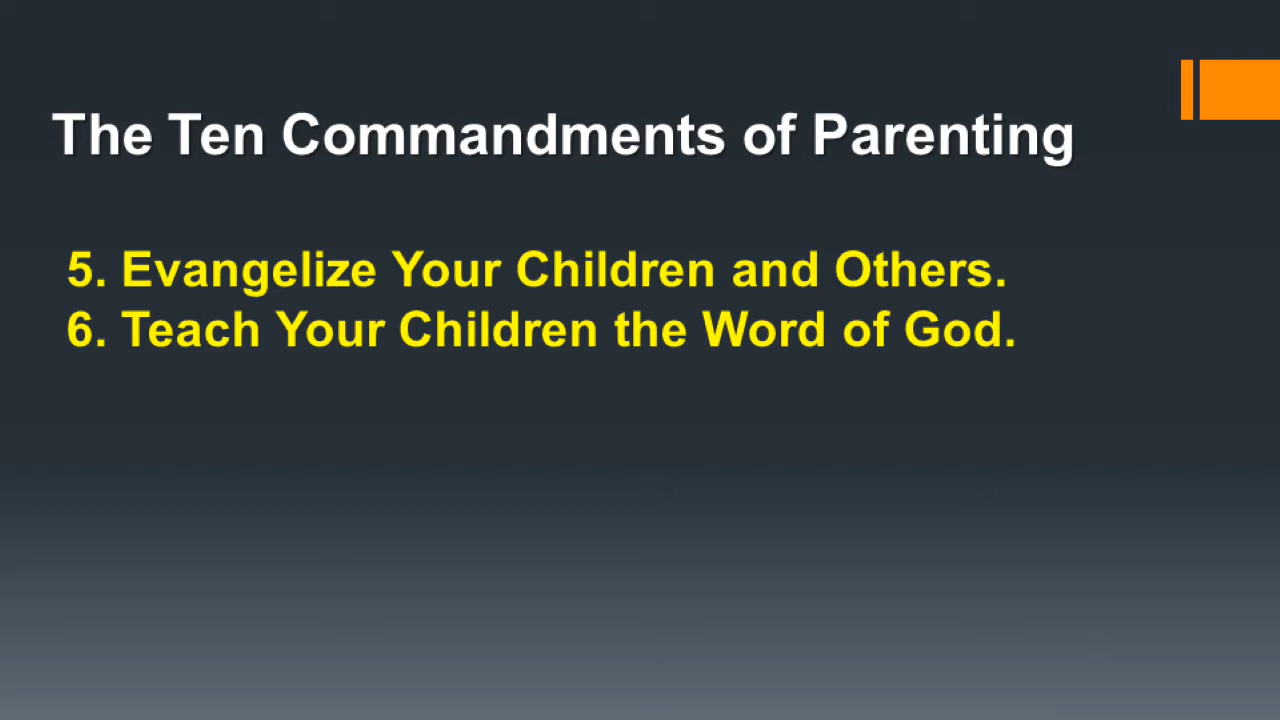 The Ten Commandments of Parenting
5. Evangelize Your Children and Others.
6. Teach Your Children the Word of God.